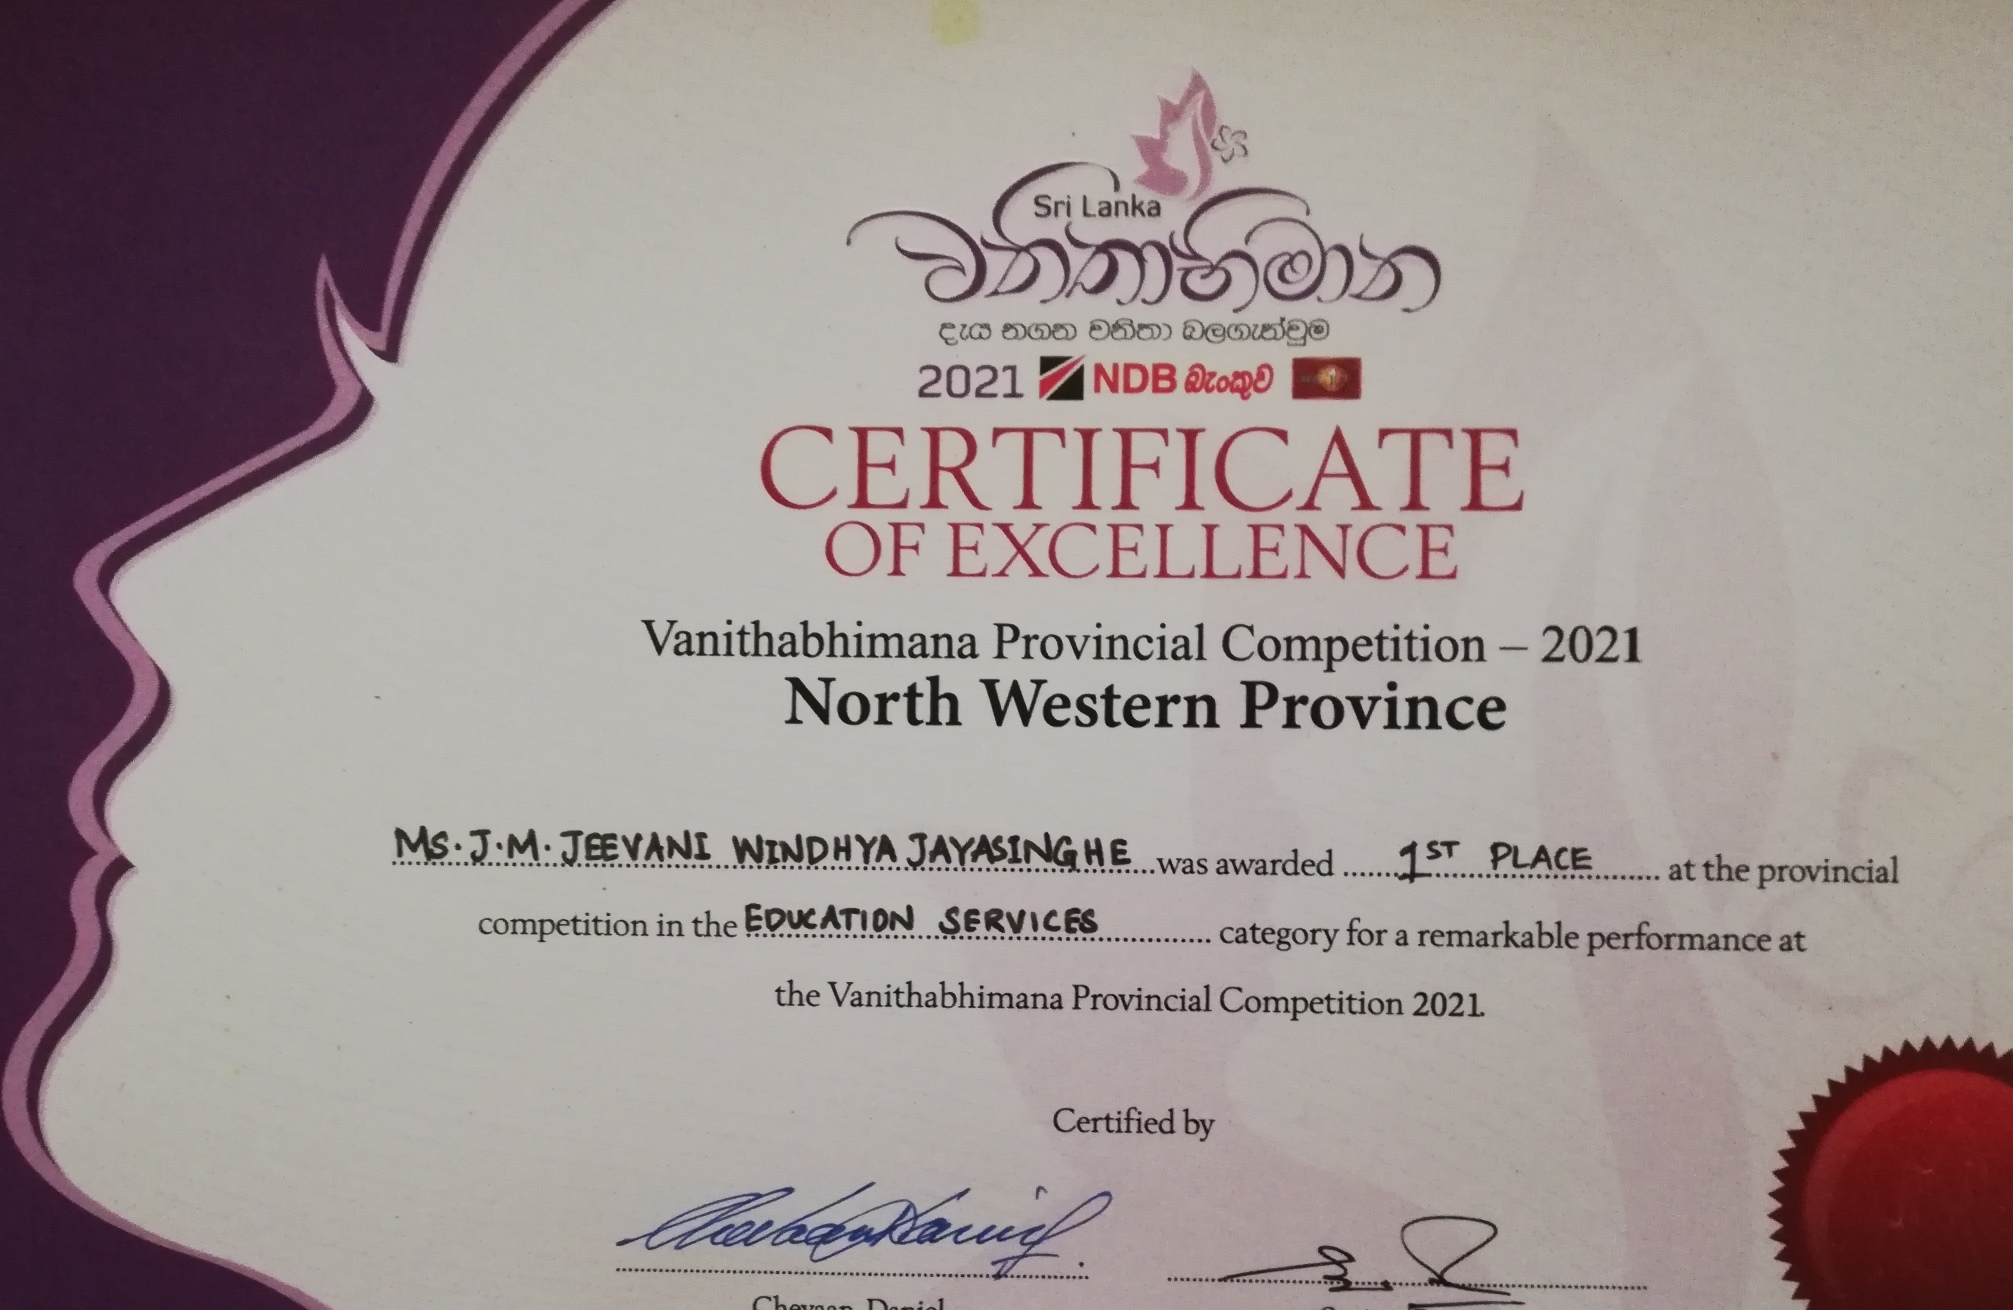 Sri Lanka
වනිතාභිමාන
දැය නගන වනිතා බලගැන්වුම
2021 NDB බැංකුව
CERTIFICATE
OF EXCELLENCE
Vanithabhimana Provincial Competition – 2021
North Western Province
MS. J.M. JEEVANI WINDHYA JAYASINGHE was awarded 1ST PLACE at the provincial
competition in the EDUCATION SERVICES category for a remarkable performance at
the Vanithabhimana Provincial Competition 2021.
Certified by
Chevaan Daniel